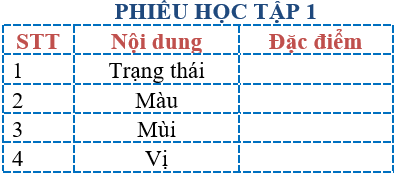 PHIẾU HỌC TẬP 1
STT Nội dung Đặc điểm
1 Trạng thái
2 Màu
3 Mùi
4 Vị